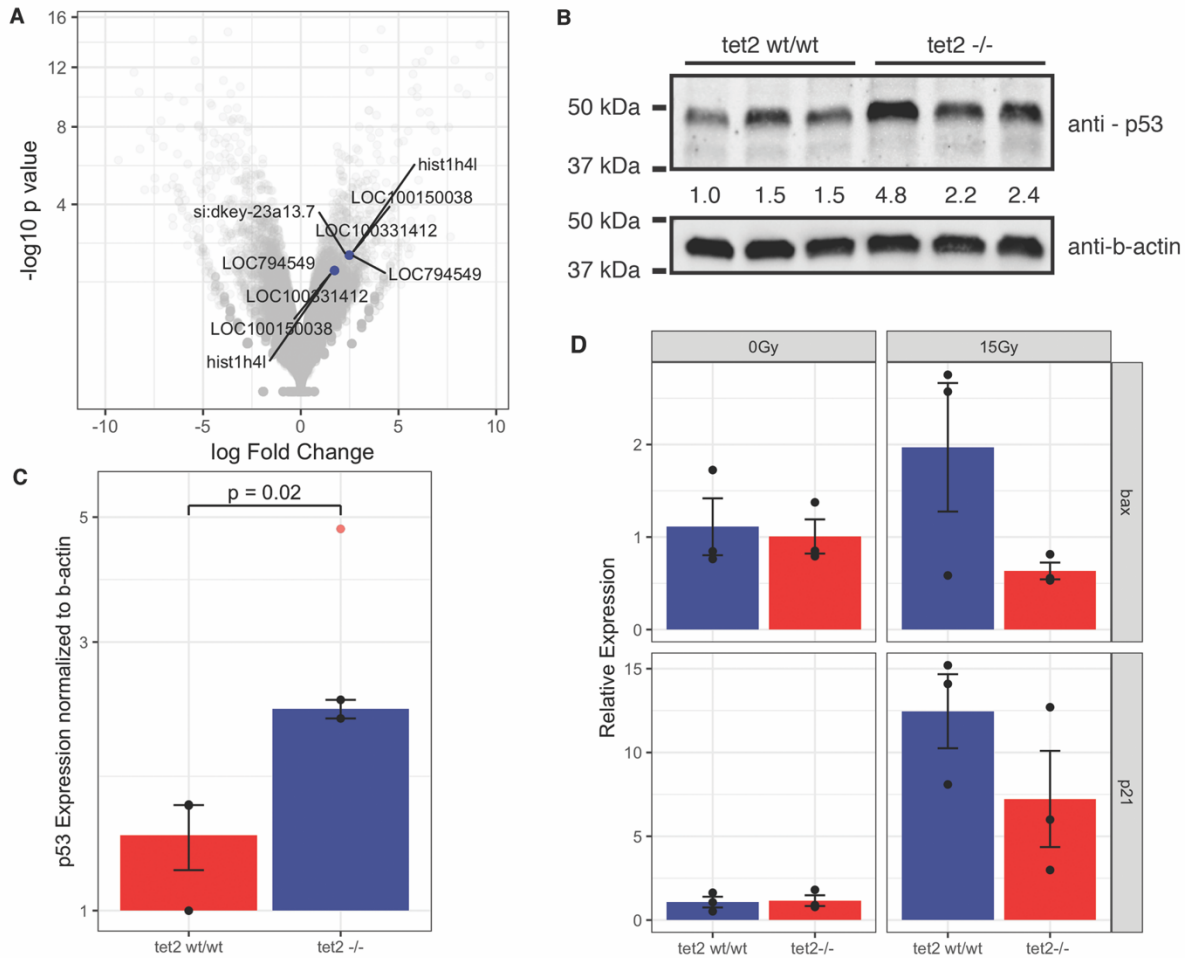 A
16
12
8
4
-log10 p value
hist1h4l
LOC100150038
si:dkey-23a13.7
LOC100331412
LOC794549
LOC794549
LOC100331412
LOC100150038
hist1h4l
-10 -5 0 5 10
log Fold Change
B
tet2 wt/wt tet2 -/-
50 kDa
anti - p53
37 kDa
1.0 1.5 1.5 4.8 2.2 2.4
50 kDa
anti-b-actin
37 kDa
C
p = 0.02
5
3
1
p53 Expression normalized to b-actin
tet2 wt/wt tet2 -/-
D
0Gy 15Gy
2
1
0
bax
Relative Expression
15
10
5
0
p21
tet2 wt/wt tet2-/- tet2 wt/wt tet2-/-